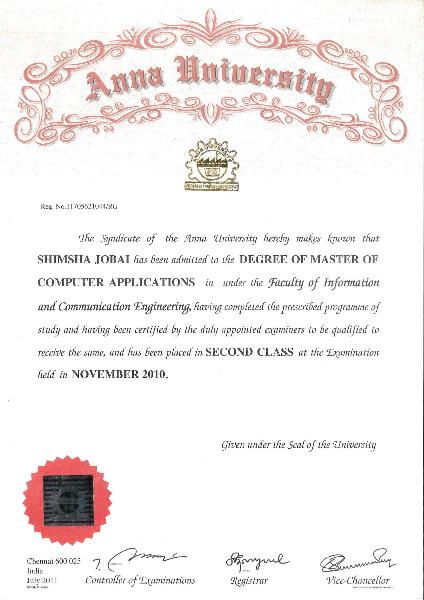 Anna University
Reg. No.11705621044/RG
The Syndicate of the Anna University hereby makes known that
SHIMSHA JOBAI has been admitted to the DEGREE OF MASTER OF
COMPUTER APPLICATIONS in under the Faculty of Information
and Communication Engineering, having completed the prescribed programme of
study and having been certified by the duly appointed examiners to be qualified to
receive the same, and has been placed in SECOND CLASS at the Examination
held in NOVEMBER 2010.
Given under the Seal of the University
Chennai 600 025
India
July 2011
Controller of Examinations
Registrar
Vice-Chancellor